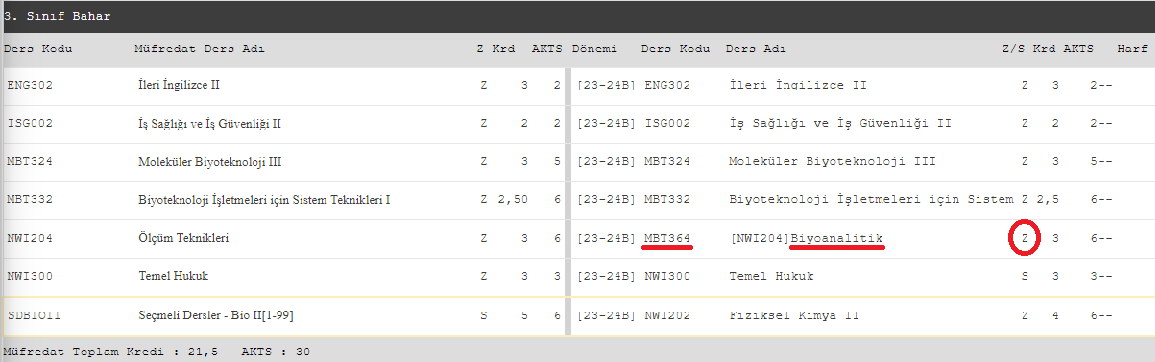 3. Sınıf Bahar
Ders Kodu Müfredat Ders Adı Z Krd AKTS Dönemi Ders Kodu Ders Adı Z/S Krd AKTS Harf
ENG302 İleri İngilizce II Z 3 2 [23-24B] ENG302 İleri İngilizce II Z 3 2--
ISG002 İş Sağlığı ve İş Güvenliği II Z 2 2 [23-24B] ISG002 İş Sağlığı ve İş Güvenliği II Z 2 2--
MBT324 Moleküler Biyoteknoloji III Z 3 5 [23-24B] MBT324 Moleküler Biyoteknoloji III Z 3 5--
MBT332 Biyoteknoloji İşletmeleri için Sistem Teknikleri I Z 2,50 6 [23-24B] MBT332 Biyoteknoloji İşletmeleri için Sistem Z 2,5 6--
NWI204 Ölçüm Teknikleri Z 3 6 [23-24B] MBT364 [NWI204]Biyoanalitik Z 3 6--
NWI300 Temel Hukuk Z 3 3 [23-24B] NWI300 Temel Hukuk S 3 3--
SDBIO11 Seçmeli Dersler - Bio II[1-99] S 5 6 [23-24B] NWI202 Fiziksel Kimya II Z 4 6--
Müfredat Toplam Kredi : 21,5 AKTS : 30